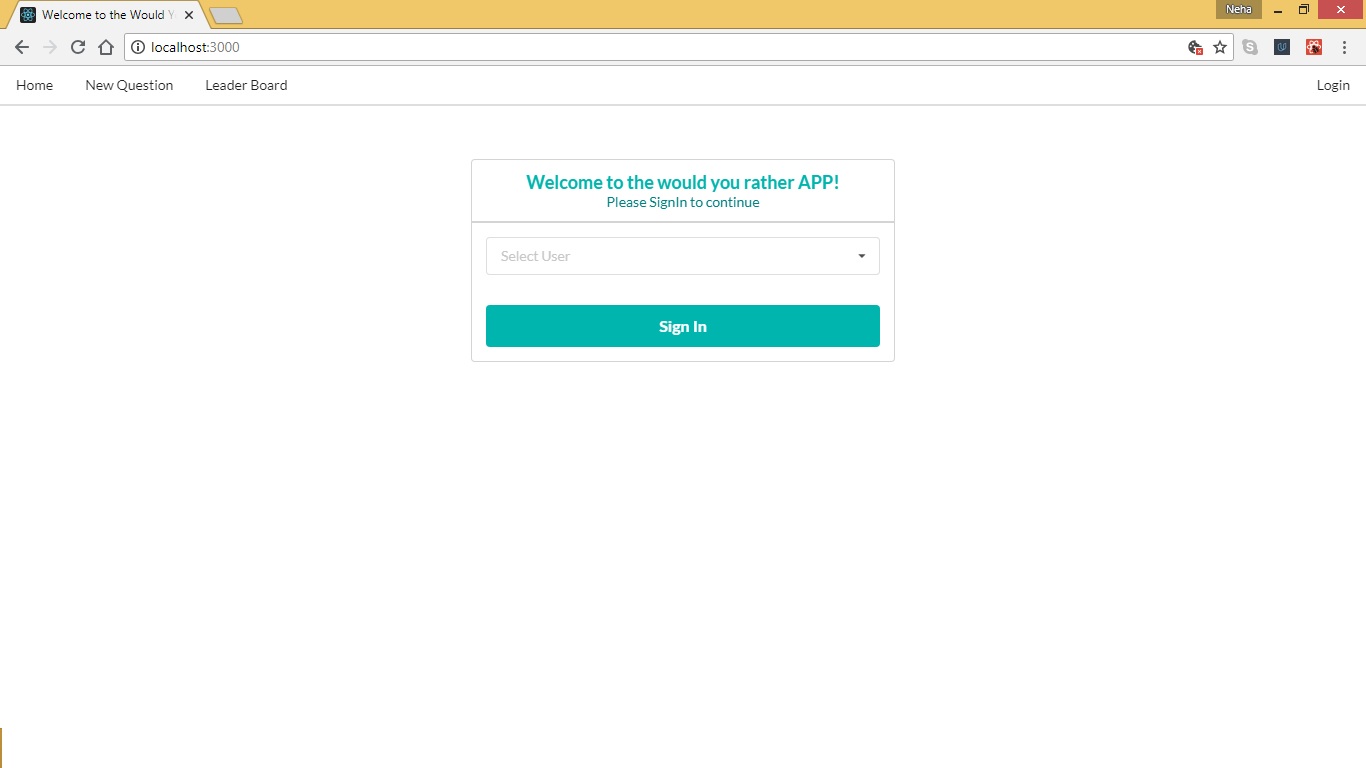 Welcome to the Would Y
Neha
localhost:3000
Home New Question Leader Board Login
Welcome to the would you rather APP!
Please SignIn to continue
Select User
Sign In